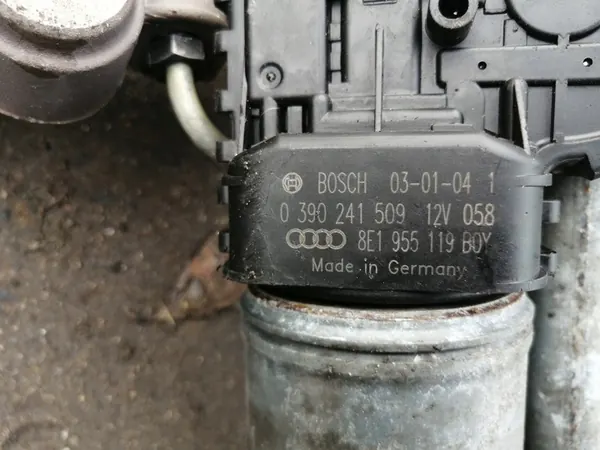 BOSCH 03-01-04 1
0 390 241 509 12V 058
8E1 955 119 BOY
Made in Germany